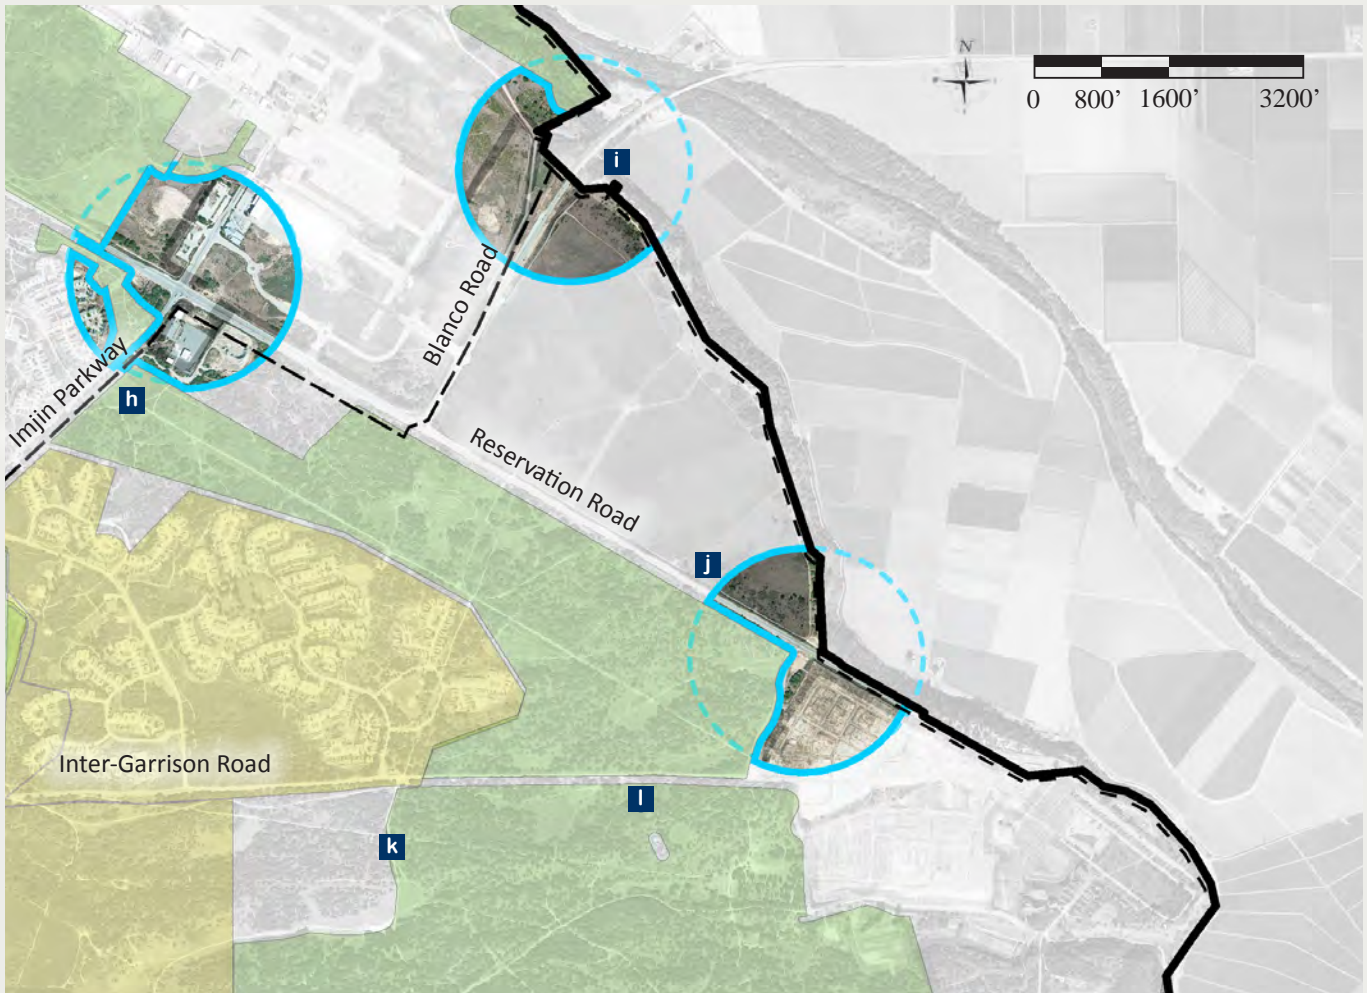 N
0 800’ 1600’ 3200’
i
Blanco Road
Imjin Parkway
h
Reservation Road
j
Inter-Garrison Road
l
k